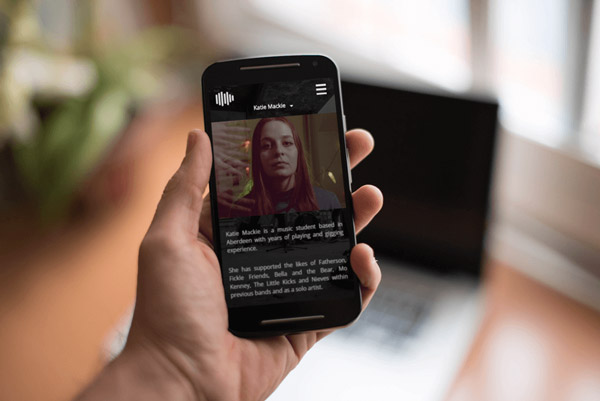 Katie Mackie
Katie Mackie is a music student based in
Aberdeen with years of playing and gigging
experience.
She has supported the likes of Fatherson,
Fickle Friends, Bella and the Bear, Mo
Kenney, The Little Kicks and Nieves within
previous bands and as a solo artist.